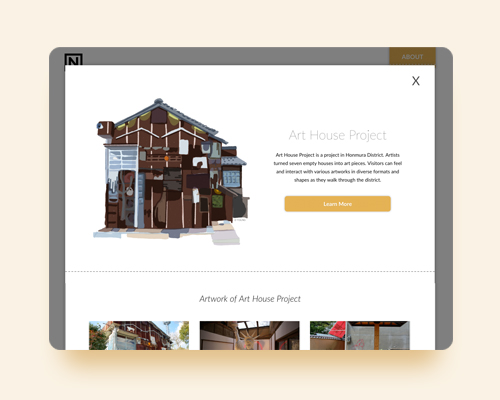 N
ABOUT
X
Art House Project
Art House Project is a project in Honmura District. Artists
turned seven empty houses into art pieces. Visitors can feel
and interact with various artworks in diverse formats and
shapes as they walk through the district.
Learn More
Artwork of Art House Project